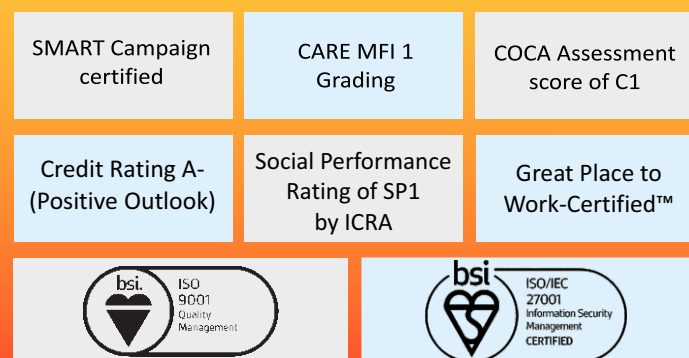 SMART Campaign
certified
CARE MFI 1
Grading
COCA Assessment
score of C1
Credit Rating A-
(Positive Outlook)
Social Performance
Rating of SP1
by ICRA
Great Place to
Work-Certified™
bsi.
ISO
9001
Quality
Management
bsi
ISO/IEC
27001
Information Security
Management
CERTIFIED